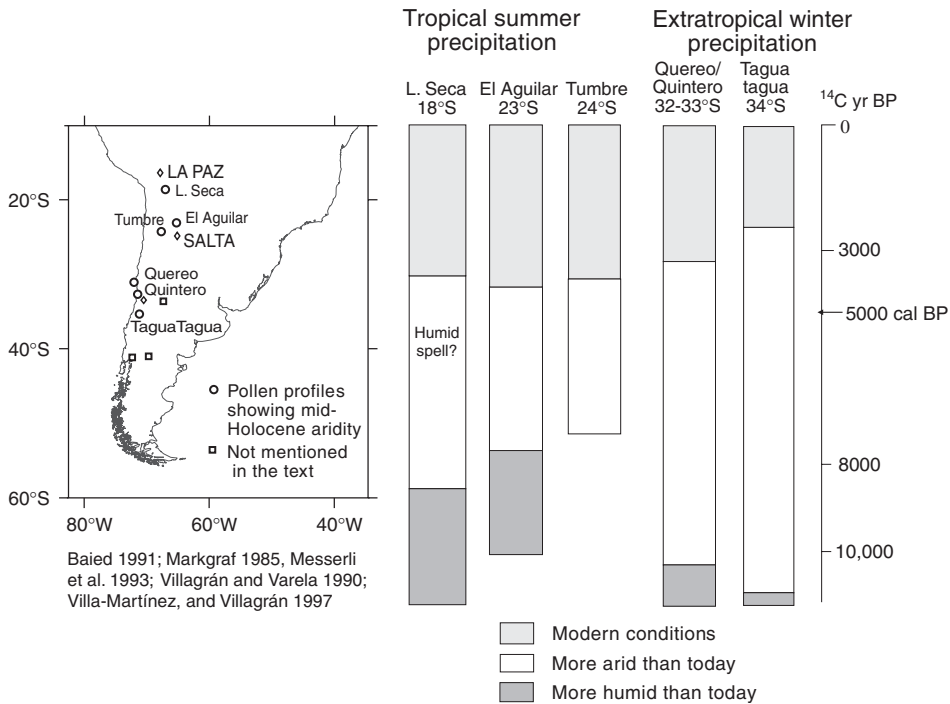 Tropical summer
precipitation
Extratropical winter
precipitation
L. Seca
18°S
El Aguilar
23°S
Tumbre
24°S
Quereo/
Quintero
32-33°S
Tagua
tagua
34°S
¹⁴C yr BP
0
3000
5000 cal BP
8000
10,000
Humid
spell?
LA PAZ
L. Seca
Tumbre
El Aguilar
SALTA
Quereo
Quintero
TaguaTagua
20°S
40°S
60°S
80°W
60°W
40°W
Pollen profiles
showing mid-
Holocene aridity
Not mentioned
in the text
Baied 1991; Markgraf 1985, Messerli
et al. 1993; Villagrán and Varela 1990;
Villa-Martínez, and Villagrán 1997
Modern conditions
More arid than today
More humid than today